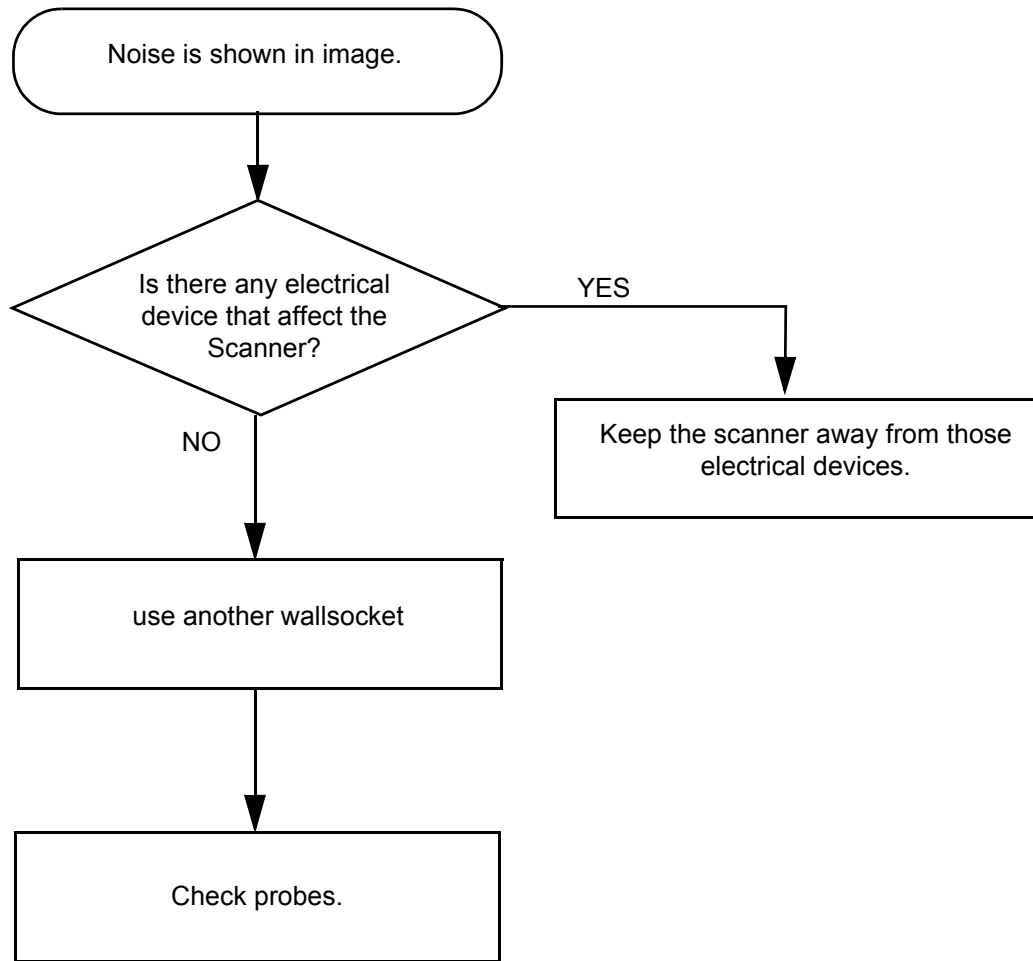 Noise is shown in image.
Is there any electrical
device that affect the
Scanner?
YES
Keep the scanner away from those
electrical devices.
NO
use another wallsocket
Check probes.